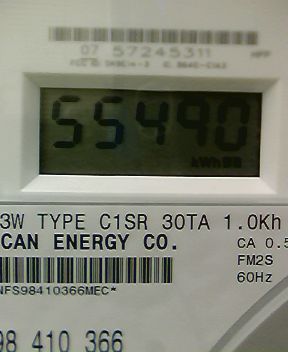 07 57245311
55490
kWh
3W TYPE C1SR 30TA 1.0Kh
CAN ENERGY CO.
CA 0.5
FM2S
60Hz
NFS98410366MEC*
98 410 366